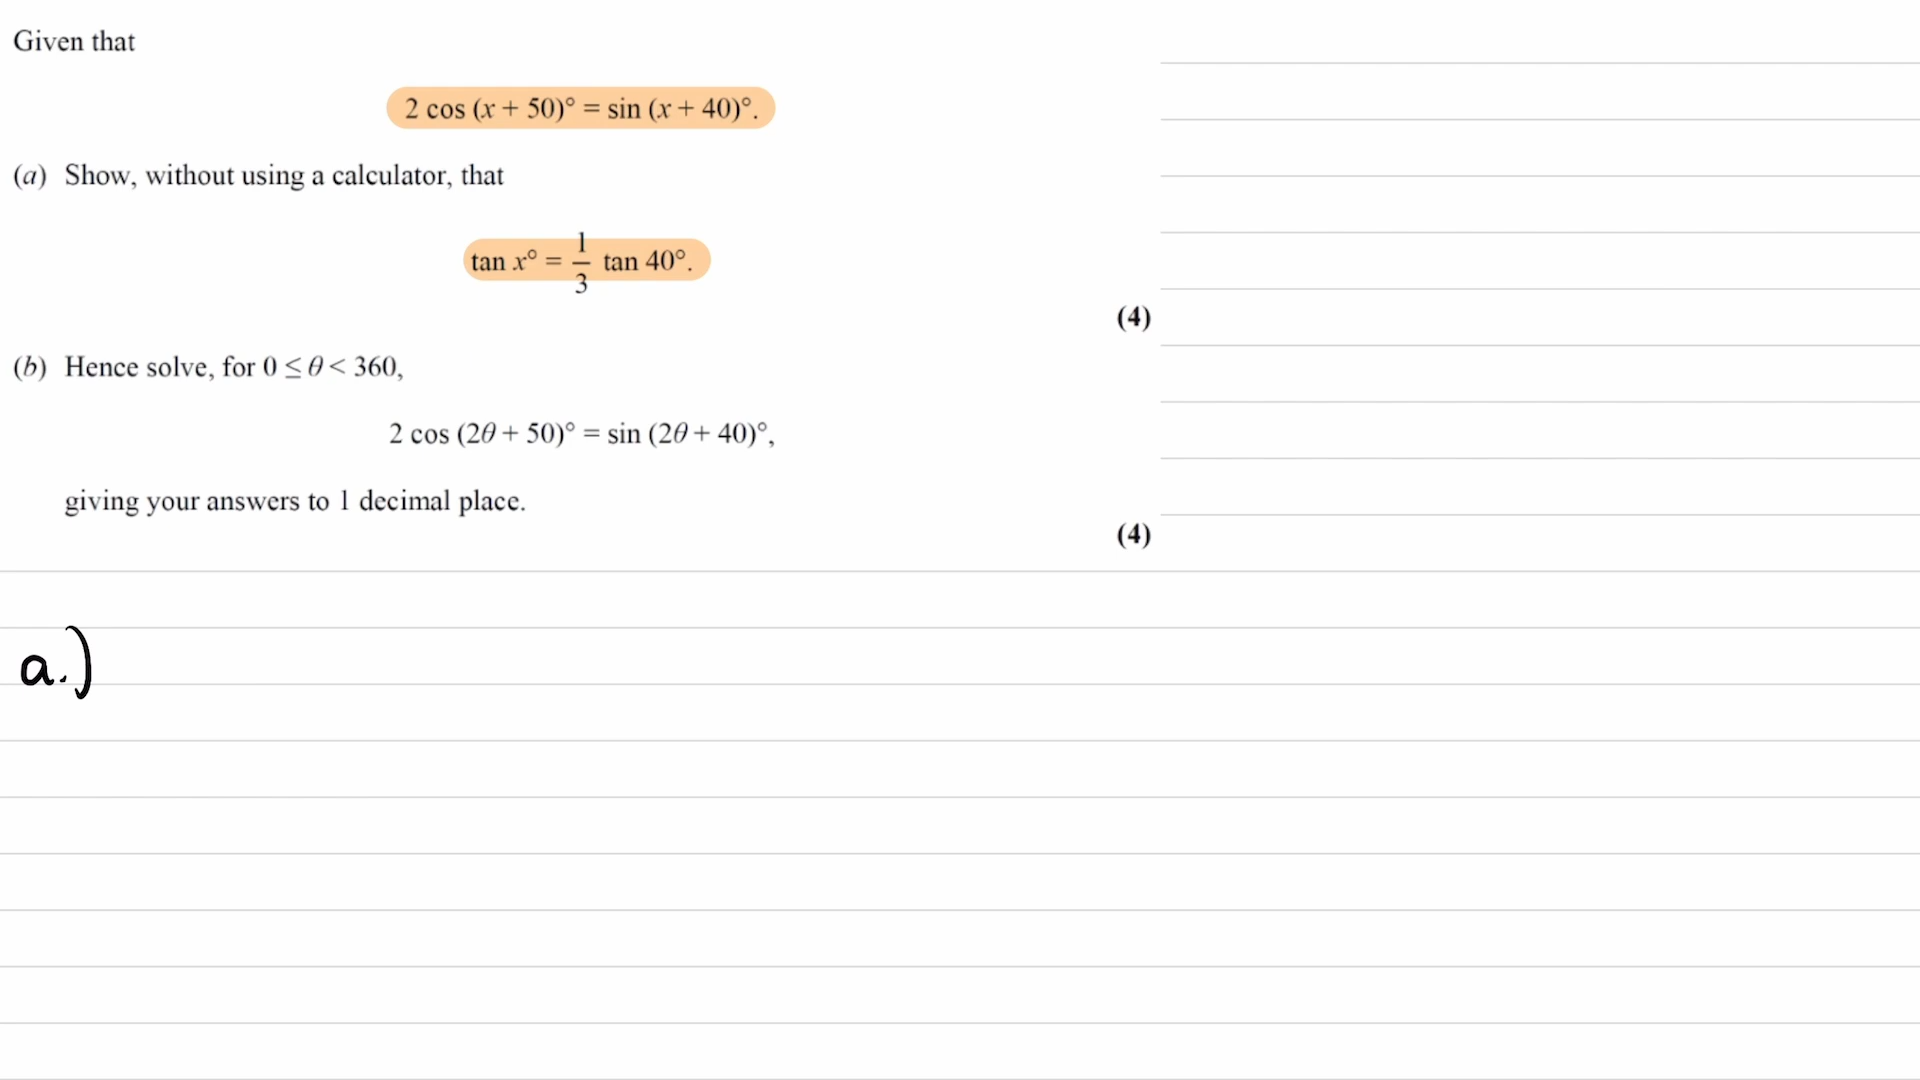 Given that
2 cos (x + 50)° = sin (x + 40)°.
(a) Show, without using a calculator, that
tan x° = 1/3 tan 40°.
(4)
(b) Hence solve, for 0 ≤ θ < 360,
2 cos (2θ + 50)° = sin (2θ + 40)°,
giving your answers to 1 decimal place.
(4)
a.)